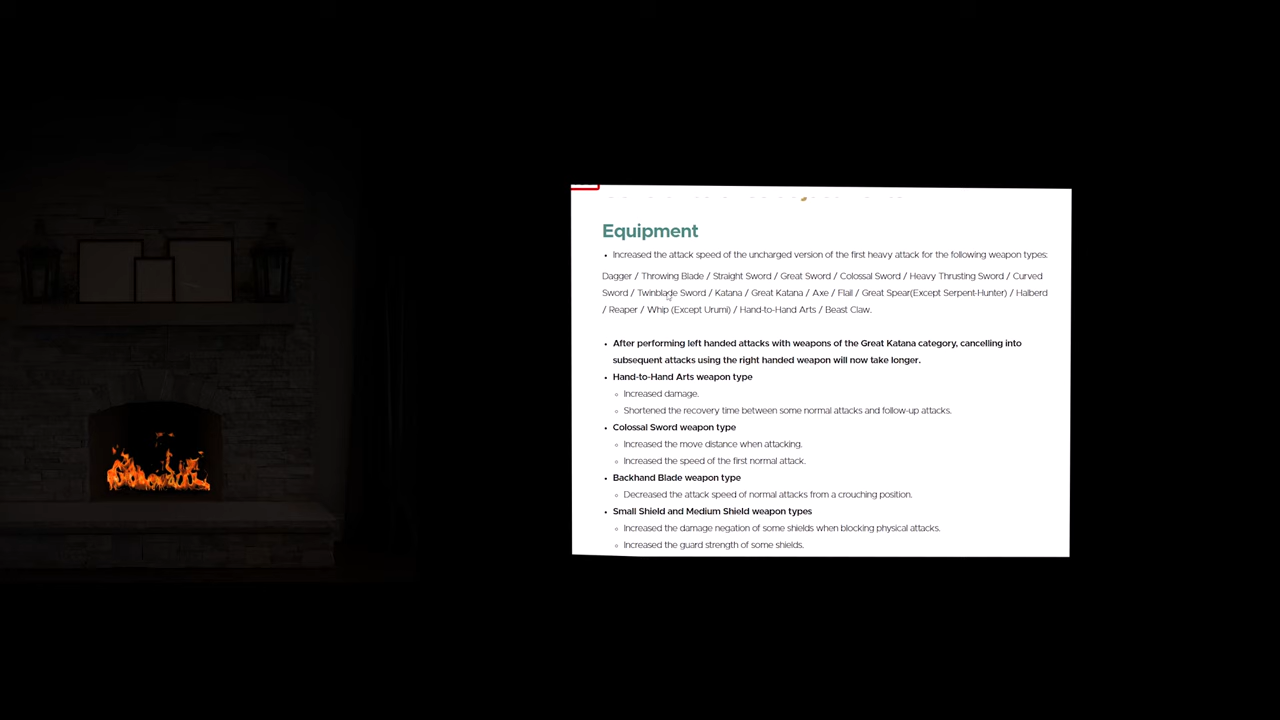 Equipment
• Increased the attack speed of the uncharged version of the first heavy attack for the following weapon types:
Dagger / Throwing Blade / Straight Sword / Great Sword / Colossal Sword / Heavy Thrusting Sword / Curved
Sword / Twinblade Sword / Katana / Great Katana / Axe / Flail / Great Spear(Except Serpent-Hunter) / Halberd
/ Reaper / Whip (Except Urumi) / Hand-to-Hand Arts / Beast Claw.
• After performing left handed attacks with weapons of the Great Katana category, cancelling into
subsequent attacks using the right handed weapon will now take longer.
• Hand-to-Hand Arts weapon type
◦ Increased damage.
◦ Shortened the recovery time between some normal attacks and follow-up attacks.
• Colossal Sword weapon type
◦ Increased the move distance when attacking.
◦ Increased the speed of the first normal attack.
• Backhand Blade weapon type
◦ Decreased the attack speed of normal attacks from a crouching position.
• Small Shield and Medium Shield weapon types
◦ Increased the damage negation of some shields when blocking physical attacks.
◦ Increased the guard strength of some shields.